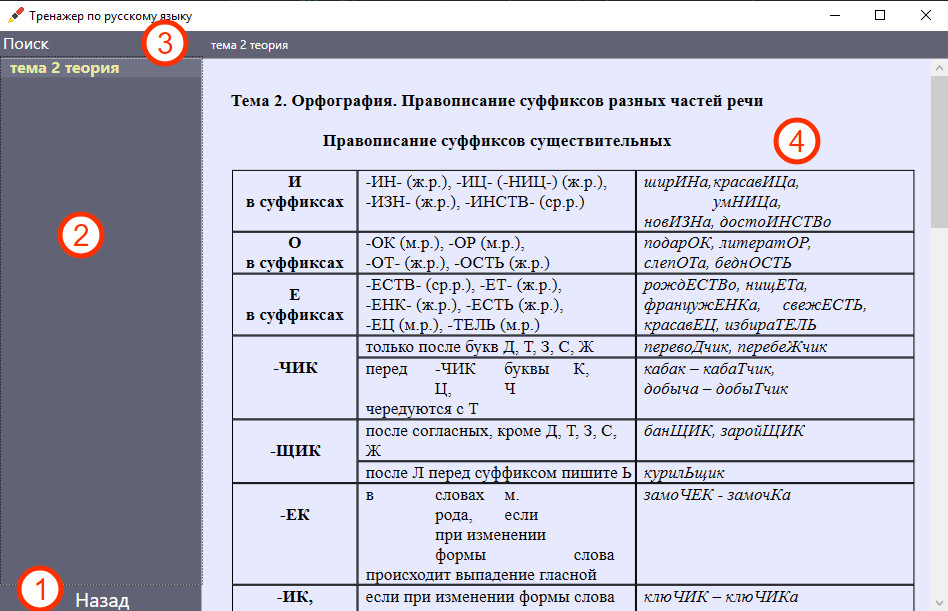 Тренажер по русскому языку
Поиск
3
тема 2 теория
тема 2 теория
2
1
Назад
Тема 2. Орфография. Правописание суффиксов разных частей речи
Правописание суффиксов существительных
4
И
в суффиксах
-ИН- (ж.р.), -ИЦ- (-НИЦ-) (ж.р.),
-ИЗН- (ж.р.), -ИНСТВ- (ср.р.)
ширИНа, красавИЦа,
умНИЦа,
новИЗНа, достоИНСТВо
О
в суффиксах
-ОК (м.р.), -ОР (м.р.),
-ОТ- (ж.р.), -ОСТЬ (ж.р.)
подарОК, литератОР,
слепОТа, беднОСТЬ
Е
в суффиксах
-ЕСТВ- (ср.р.), -ЕТ- (ж.р.),
-ЕНК- (ж.р.), -ЕСТЬ (ж.р.),
-ЕЦ (м.р.), -ТЕЛЬ (м.р.)
рождЕСТВо, нищЕТа,
французжЕНКа, свежЕСТЬ,
красавЕЦ, избираТЕЛЬ
-ЧИК
только после букв Д, Т, З, С, Ж
перевоДчик, перебеЖчик
перед -ЧИК буквы К,
Ц, Ч
чередуются с Т
кабак – кабаТчик,
добыча – добыТчик
-ЩИК
после согласных, кроме Д, Т, З, С,
Ж
банЩИК, заройЩИК
после Л перед суффиксом пишите Ь
курилЬщик
-ЕК
в словах м.
рода, если
при изменении
формы слова
происходит выпадение гласной
замоЧЕК - замочКа
-ИК,
если при изменении формы слова
клюЧИК – клюЧИКа